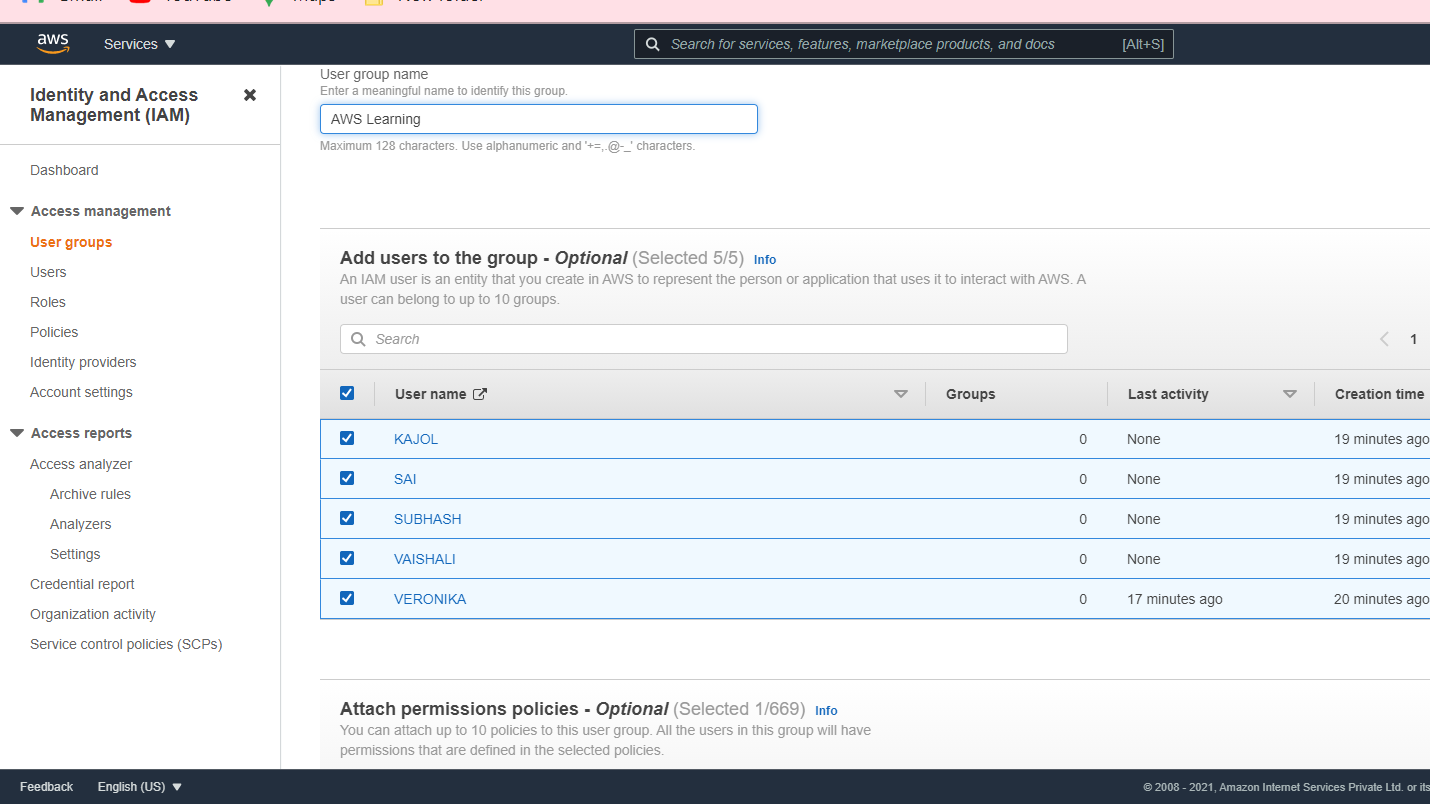 aws
Services
Search for services, features, marketplace products, and docs
[Alt+S]
Identity and Access
Management (IAM)
Dashboard
Access management
User groups
Users
Roles
Policies
Identity providers
Account settings
Access reports
Access analyzer
Archive rules
Analyzers
Settings
Credential report
Organization activity
Service control policies (SCPs)
User group name
Enter a meaningful name to identify this group.
AWS Learning
Maximum 128 characters. Use alphanumeric and '+=,.@-_' characters.
Add users to the group - Optional (Selected 5/5) Info
An IAM user is an entity that you create in AWS to represent the person or application that uses it to interact with AWS. A
user can belong to up to 10 groups.
Search
1
User name Groups Last activity Creation time
KAJOL 0 None 19 minutes ago
SAI 0 None 19 minutes ago
SUBHASH 0 None 19 minutes ago
VAISHALI 0 None 19 minutes ago
VERONIKA 0 17 minutes ago 20 minutes ago
Attach permissions policies - Optional (Selected 1/669) Info
You can attach up to 10 policies to this user group. All the users in this group will have
permissions that are defined in the selected policies.
Feedback English (US)
© 2008 - 2021, Amazon Internet Services Private Ltd. or its